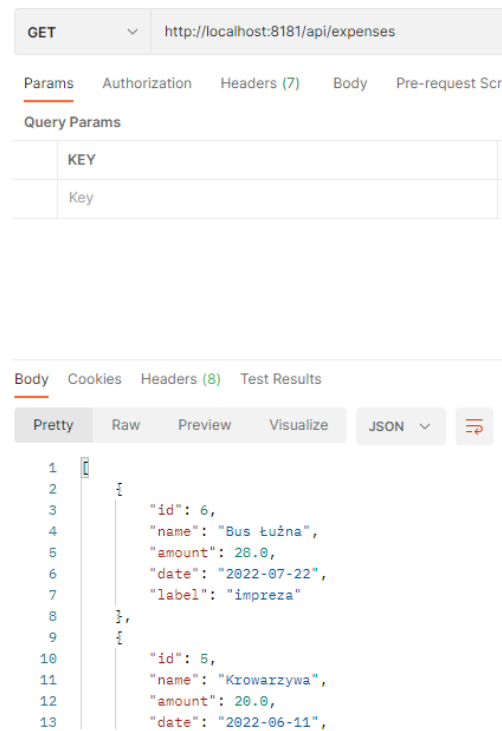 GET http://localhost:8181/api/expenses
Params Authorization Headers (7) Body Pre-request Scr
Query Params
KEY
Key
Body Cookies Headers (8) Test Results
Pretty Raw Preview Visualize JSON
1 [
2 {
3 "id": 6,
4 "name": "Bus Łużna",
5 "amount": 28.0,
6 "date": "2022-07-22",
7 "label": "impreza"
8 },
9 {
10 "id": 5,
11 "name": "Krowarzywa",
12 "amount": 20.0,
13 "date": "2022-06-11",